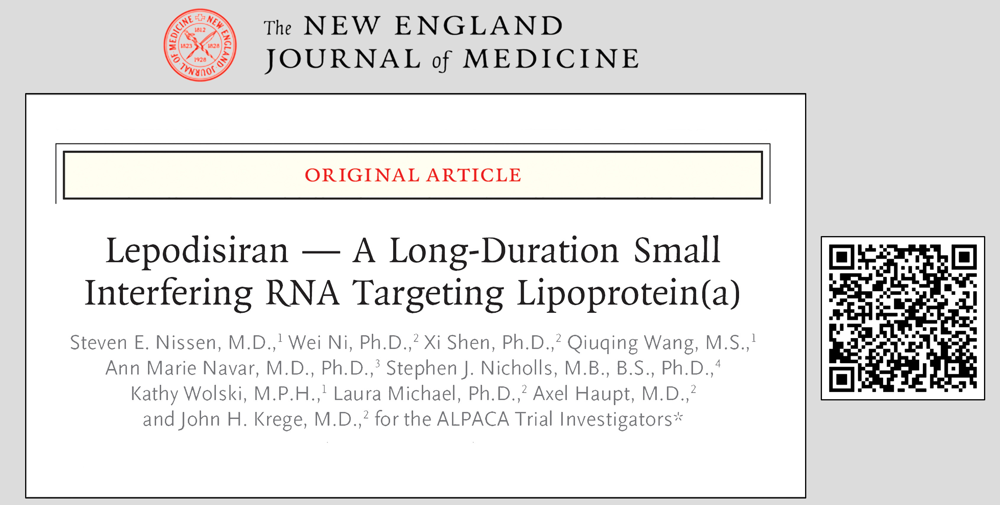 The NEW ENGLAND
JOURNAL of MEDICINE
NEW ENGLAND JOURNAL OF MEDICINE
1812
1823 1828
1928
ORIGINAL ARTICLE
Lepodisiran — A Long-Duration Small
Interfering RNA Targeting Lipoprotein(a)
Steven E. Nissen, M.D.,1 Wei Ni, Ph.D.,2 Xi Shen, Ph.D.,2 Qiuqing Wang, M.S.,1
Ann Marie Navar, M.D., Ph.D.,3 Stephen J. Nicholls, M.B., B.S., Ph.D.,4
Kathy Wolski, M.P.H.,1 Laura Michael, Ph.D.,2 Axel Haupt, M.D.,2
and John H. Krege, M.D.,2 for the ALPACA Trial Investigators*